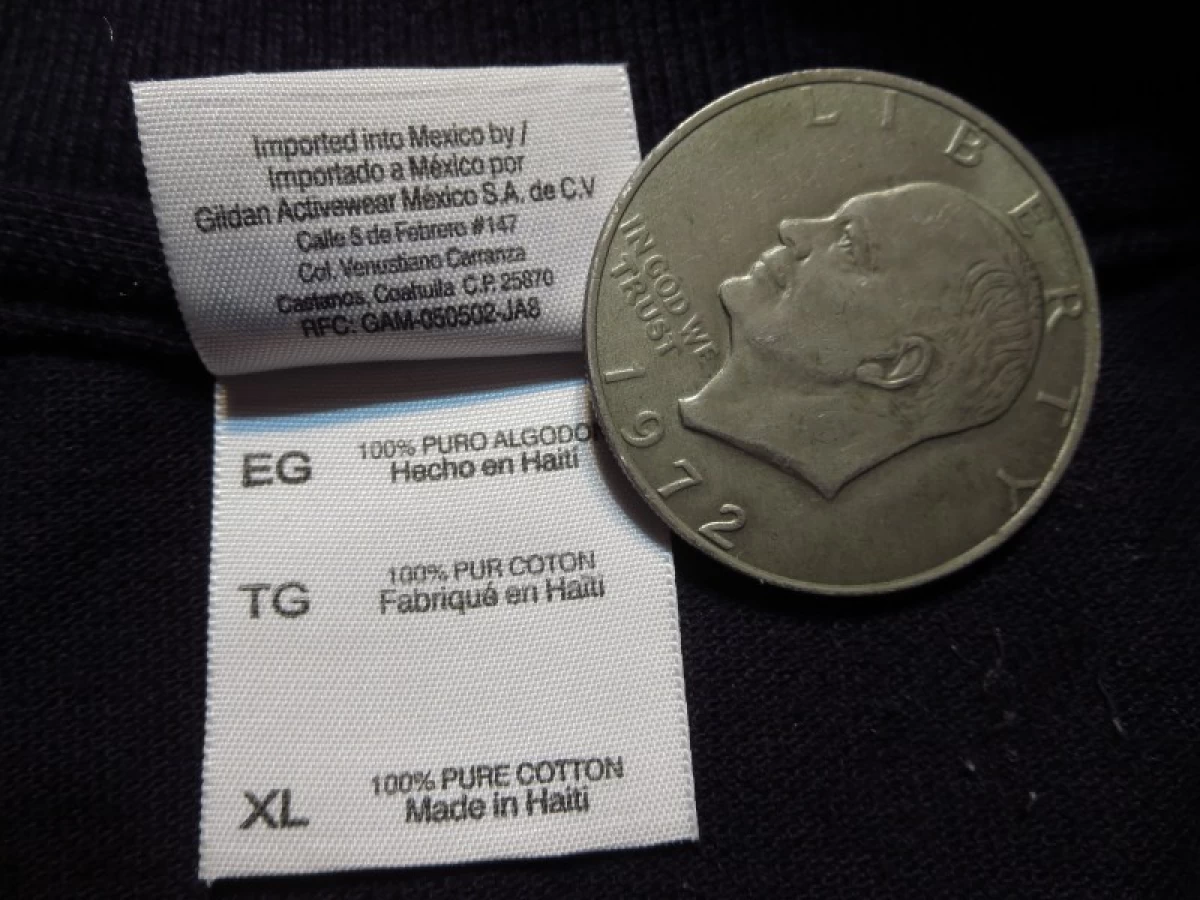 Imported into Mexico by /
Importado a México por
Gildan Activewear México S.A. de C.V
Calle 5 de Febrero #147
Col. Venustiano Carranza
Castanos, Coahuila C.P. 25870
RFC: GAM-050502-JA8
EG 100% PURO ALGODO
Hecho en Haití
TG 100% PUR COTON
Fabriqué en Haïti
XL 100% PURE COTTON
Made in Haiti
LIBERTY
IN GOD WE
TRUST
1972